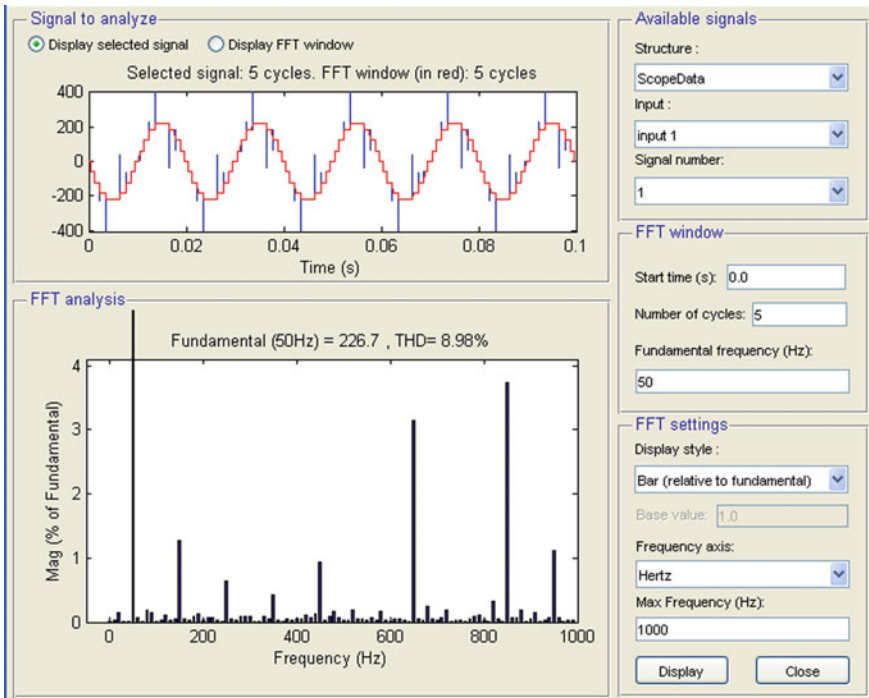 Signal to analyze
Display selected signal Display FFT window
Selected signal: 5 cycles. FFT window (in red): 5 cycles
400
200
0
-200
-400
0 0.02 0.04 0.06 0.08 0.1
Time (s)
FFT analysis
Fundamental (50Hz) = 226.7 , THD= 8.98%
Mag (% of Fundamental)
4
3
2
1
0
0 200 400 600 800 1000
Frequency (Hz)
Available signals
Structure :
ScopeData
Input :
input 1
Signal number:
1
FFT window
Start time (s): 0.0
Number of cycles: 5
Fundamental frequency (Hz):
50
FFT settings
Display style :
Bar (relative to fundamental)
Base value: 1.0
Frequency axis:
Hertz
Max Frequency (Hz):
1000
Display Close